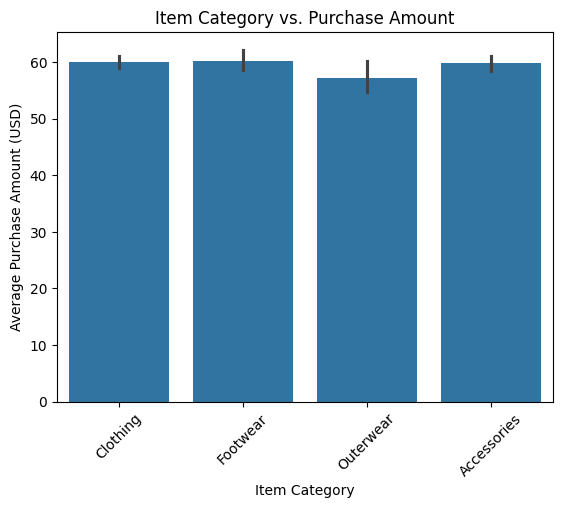 Item Category vs. Purchase Amount
Average Purchase Amount (USD)
60
50
40
30
20
10
0
Clothing
Footwear
Outerwear
Accessories
Item Category